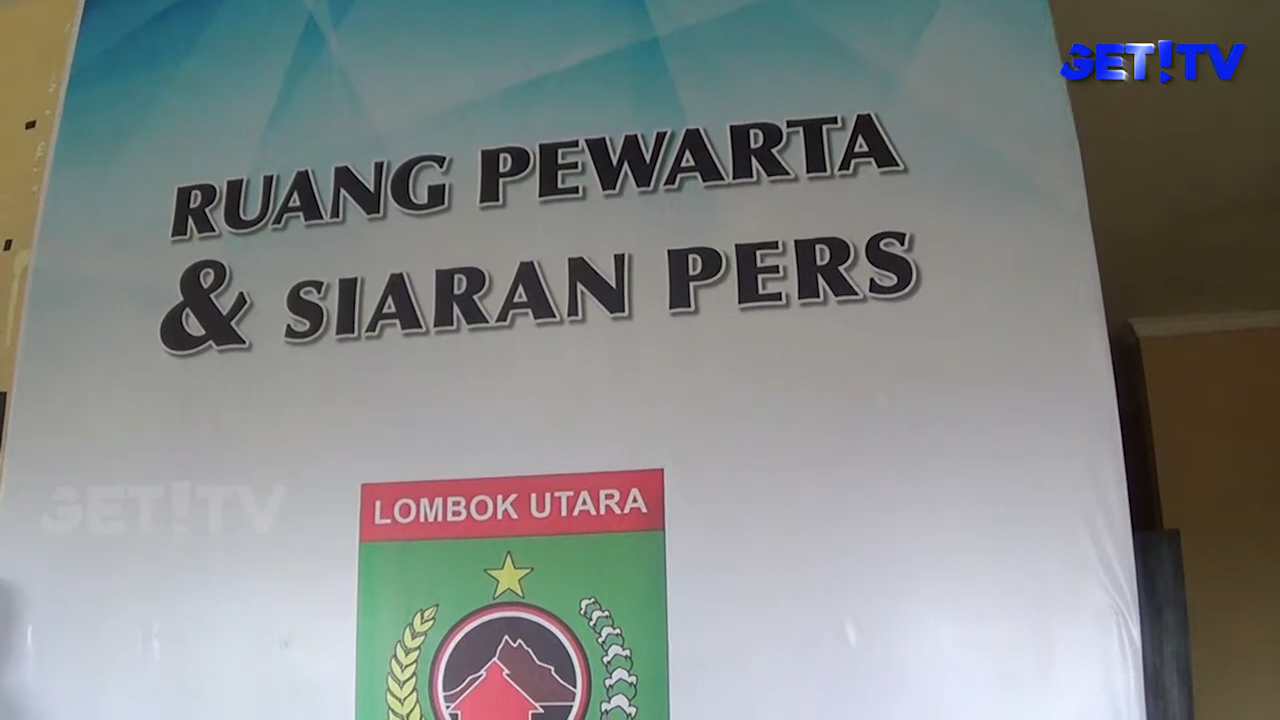 GET!TV
RUANG PEWARTA
& SIARAN PERS
GET!TV
LOMBOK UTARA